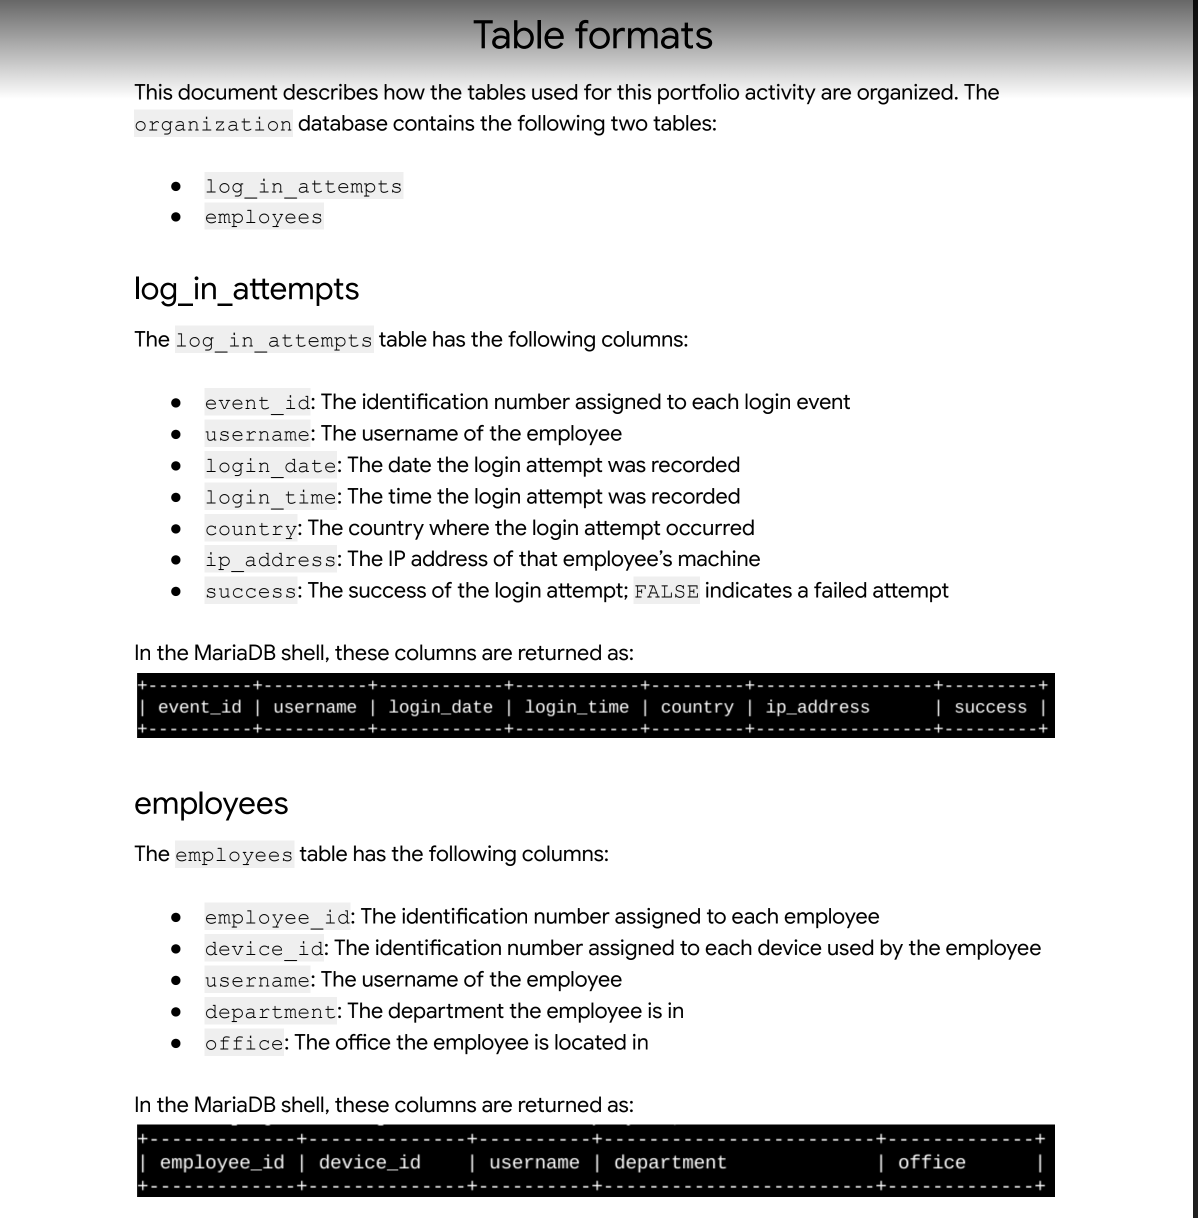 Table formats
This document describes how the tables used for this portfolio activity are organized. The
organization database contains the following two tables:
● log_in_attempts
● employees
log_in_attempts
The log_in_attempts table has the following columns:
● event_id: The identification number assigned to each login event
● username: The username of the employee
● login_date: The date the login attempt was recorded
● login_time: The time the login attempt was recorded
● country: The country where the login attempt occurred
● ip_address: The IP address of that employee’s machine
● success: The success of the login attempt; FALSE indicates a failed attempt
In the MariaDB shell, these columns are returned as:
+----------+----------+------------+------------+---------+-----------------+---------+
| event_id | username | login_date | login_time | country | ip_address      | success |
+----------+----------+------------+------------+---------+-----------------+---------+
employees
The employees table has the following columns:
● employee_id: The identification number assigned to each employee
● device_id: The identification number assigned to each device used by the employee
● username: The username of the employee
● department: The department the employee is in
● office: The office the employee is located in
In the MariaDB shell, these columns are returned as:
+-------------+--------------+----------+------------------------+-------------+
| employee_id | device_id    | username | department             | office      |
+-------------+--------------+----------+------------------------+-------------+